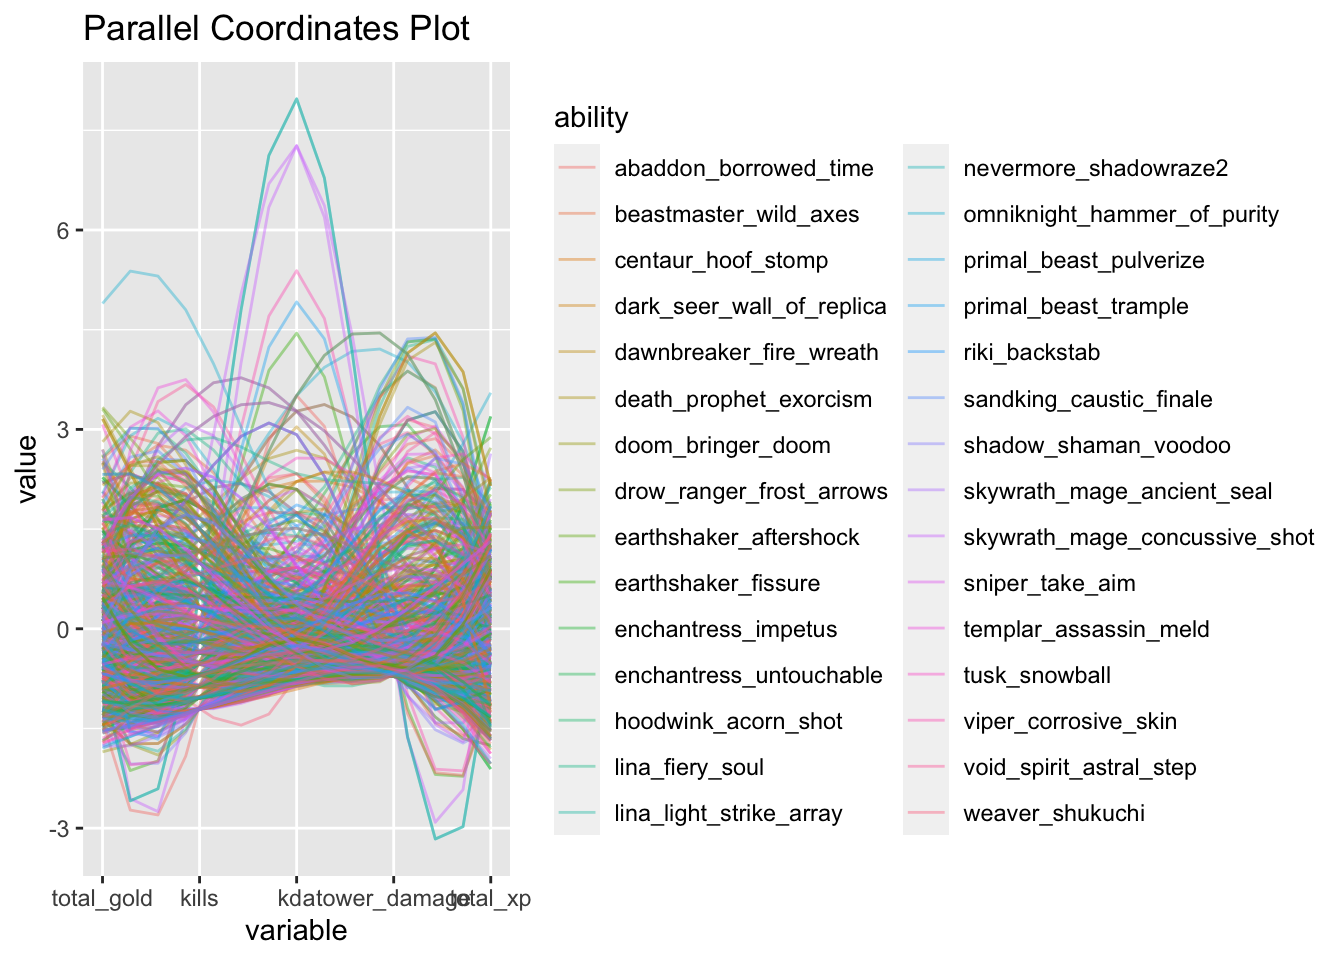 Parallel Coordinates Plot
value
6
3
0
-3
total_gold
kills
kda
tower_damage
total_xp
variable
ability
abaddon_borrowed_time
beastmaster_wild_axes
centaur_hoof_stomp
dark_seer_wall_of_replica
dawnbreaker_fire_wreath
death_prophet_exorcism
doom_bringer_doom
drow_ranger_frost_arrows
earthshaker_aftershock
earthshaker_fissure
enchantress_impetus
enchantress_untouchable
hoodwink_acorn_shot
lina_fiery_soul
lina_light_strike_array
nevermore_shadowraze2
omniknight_hammer_of_purity
primal_beast_pulverize
primal_beast_trample
riki_backstab
sandking_caustic_finale
shadow_shaman_voodoo
skywrath_mage_ancient_seal
skywrath_mage_concussive_shot
sniper_take_aim
templar_assassin_meld
tusk_snowball
viper_corrosive_skin
void_spirit_astral_step
weaver_shukuchi